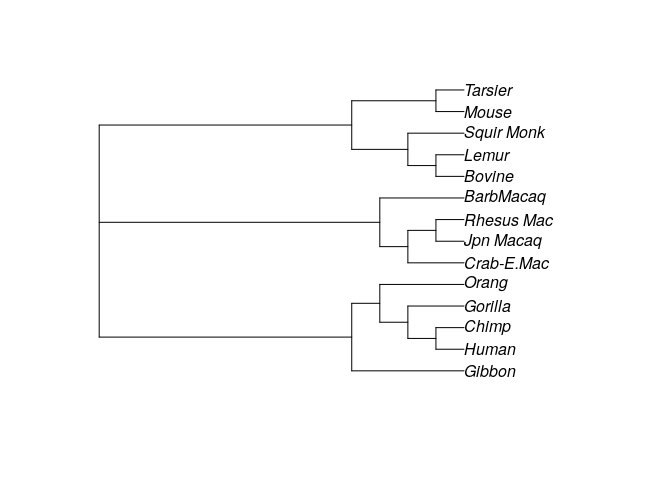 Tarsier
Mouse
Squir Monk
Lemur
Bovine
BarbMacaq
Rhesus Mac
Jpn Macaq
Crab-E.Mac
Orang
Gorilla
Chimp
Human
Gibbon